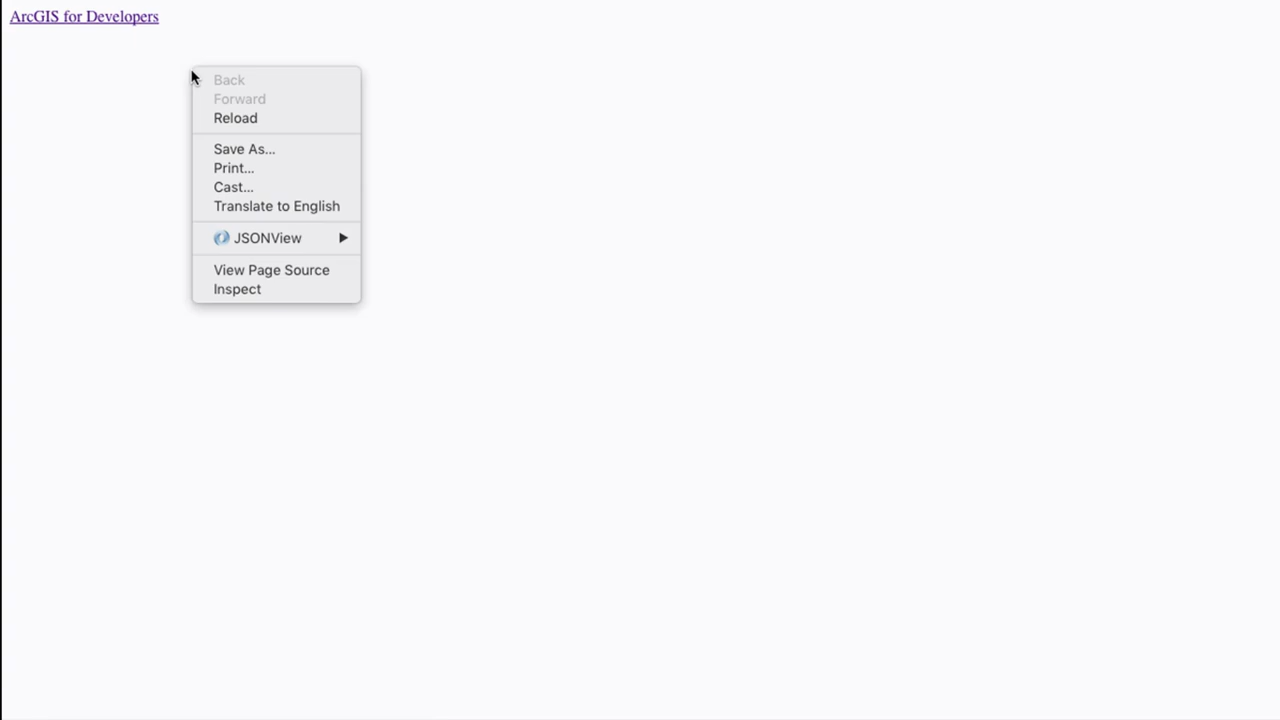 ArcGIS for Developers
Back
Forward
Reload
Save As...
Print...
Cast...
Translate to English
JSONView
View Page Source
Inspect